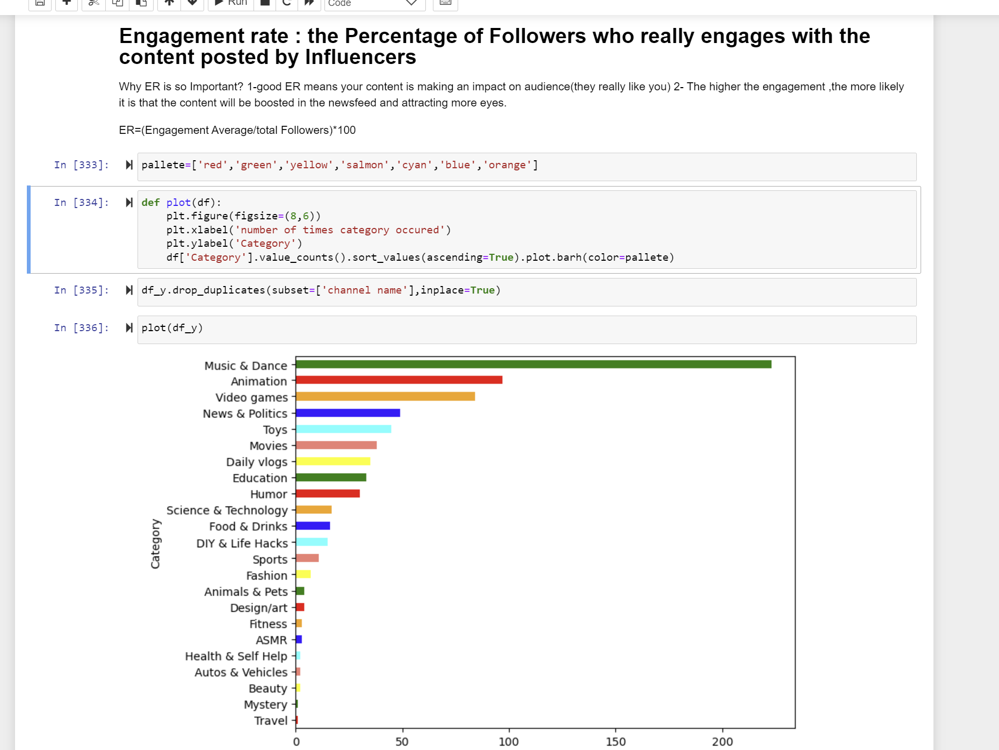 Run
Code
Engagement rate : the Percentage of Followers who really engages with the
content posted by Influencers
Why ER is so Important? 1-good ER means your content is making an impact on audience(they really like you) 2- The higher the engagement ,the more likely
it is that the content will be boosted in the newsfeed and attracting more eyes.
ER=(Engagement Average/total Followers)*100
In [333]: pallete=['red','green','yellow','salmon','cyan','blue','orange']
In [334]: def plot(df):
    plt.figure(figsize=(8,6))
    plt.xlabel('number of times category occured')
    plt.ylabel('Category')
    df['Category'].value_counts().sort_values(ascending=True).plot.barh(color=pallete)
In [335]: df_y.drop_duplicates(subset=['channel name'],inplace=True)
In [336]: plot(df_y)
Music & Dance
Animation
Video games
News & Politics
Toys
Movies
Daily vlogs
Education
Humor
Science & Technology
Food & Drinks
DIY & Life Hacks
Sports
Fashion
Animals & Pets
Design/art
Fitness
ASMR
Health & Self Help
Autos & Vehicles
Beauty
Mystery
Travel
Category
0 50 100 150 200